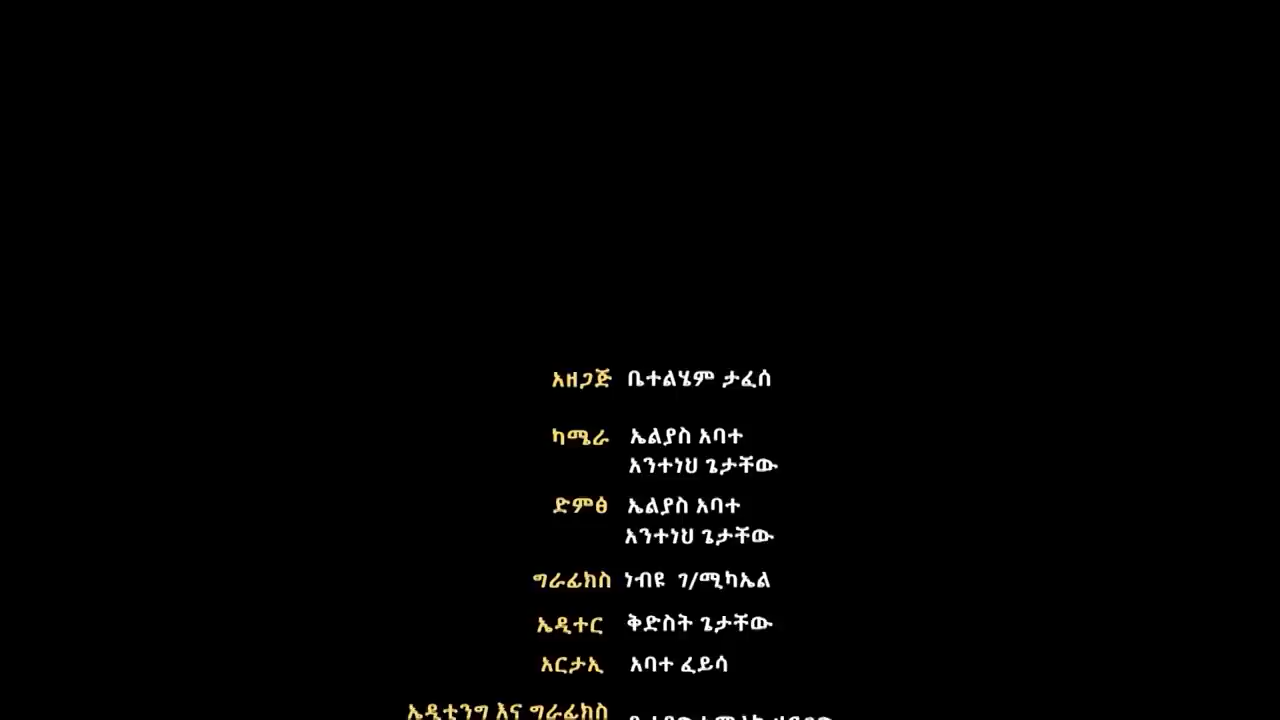 አዘጋጅ ቤተልሄም ታፈሰ
ካሜራ ኤልያስ አባተ
አንተነህ ጌታቸው
ድምፅ ኤልያስ አባተ
አንተነህ ጌታቸው
ግራፊክስ ነብዩ ገ/ሚካኤል
ኤዲተር ቅድስት ጌታቸው
አርታኢ አባተ ፈይሳ
ኤዲቲንግ እና ግራፊክስ